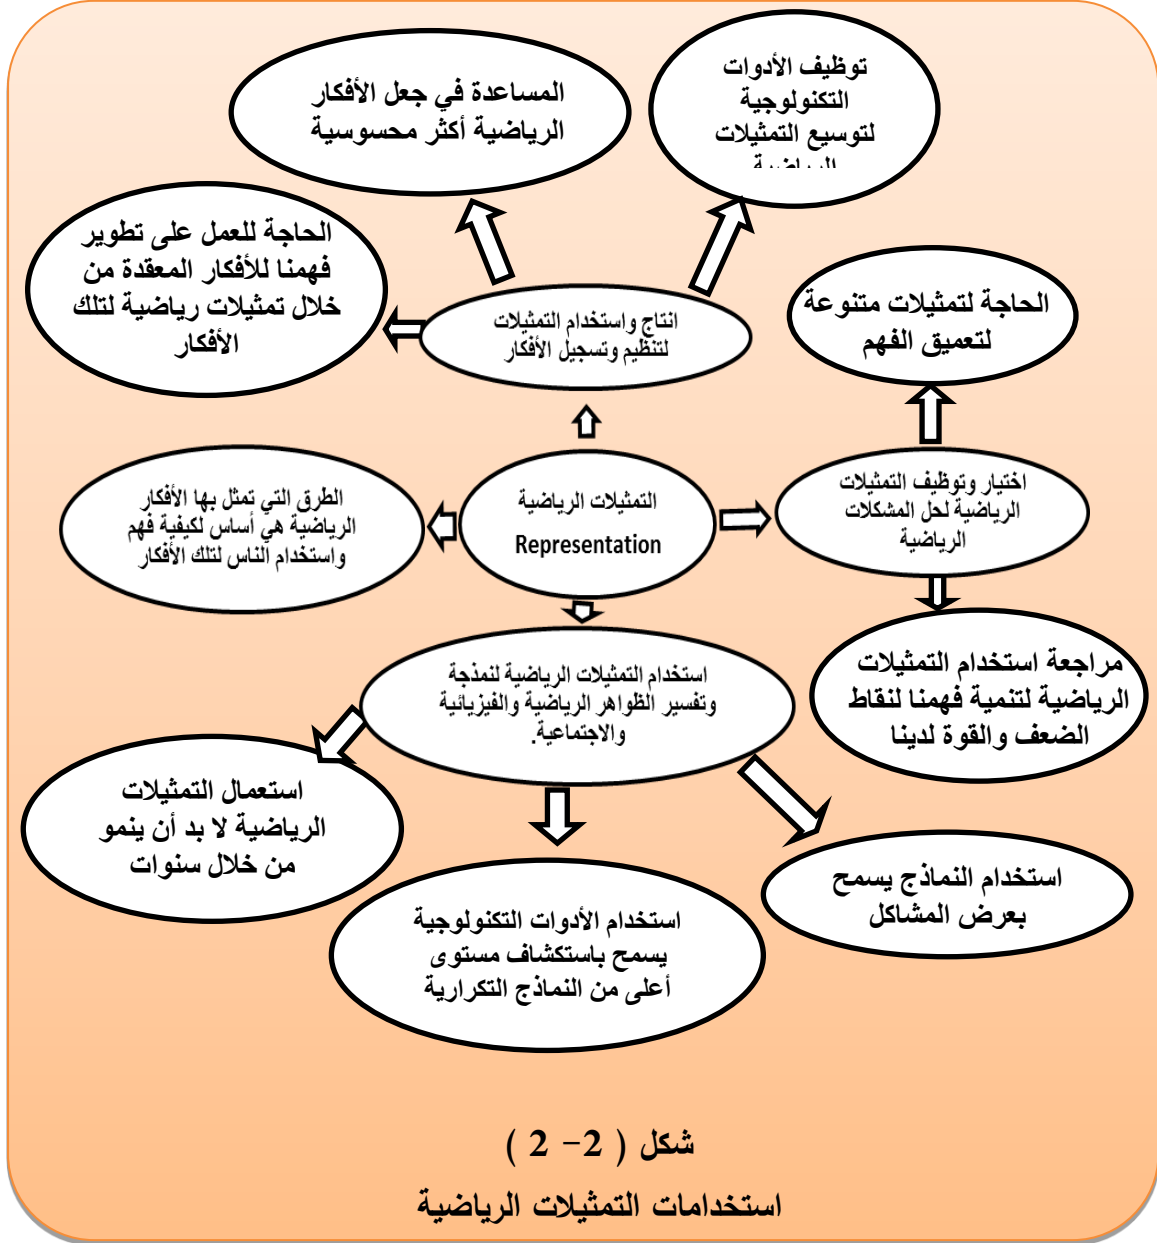 المساعدة في جعل الأفكار
الرياضية أكثر محسوسية
توظيف الأدوات
التكنولوجية
لتوسيع التمثيلات
الرياضية
الحاجة للعمل على تطوير
فهمنا للأفكار المعقدة من
خلال تمثيلات رياضية لتلك
الأفكار
انتاج واستخدام التمثيلات
لتنظيم وتسجيل الأفكار
الحاجة لتمثيلات متنوعة
لتعميق الفهم
الطرق التي تمثل بها الأفكار
الرياضية هي أساس لكيفية فهم
واستخدام الناس لتلك الأفكار
التمثيلات الرياضية
Representation
اختيار وتوظيف التمثيلات
الرياضية لحل المشكلات
الرياضية
استخدام التمثيلات الرياضية لنمذجة
وتفسير الظواهر الرياضية والفيزيائية
والاجتماعية.
مراجعة استخدام التمثيلات
الرياضية لتنمية فهمنا لنقاط
الضعف والقوة لدينا
استعمال التمثيلات
الرياضية لا بد أن ينمو
من خلال سنوات
استخدام الأدوات التكنولوجية
يسمح باستكشاف مستوى
أعلى من النماذج التكرارية
استخدام النماذج يسمح
بعرض المشاكل
شكل ( 2- 2 )
استخدامات التمثيلات الرياضية